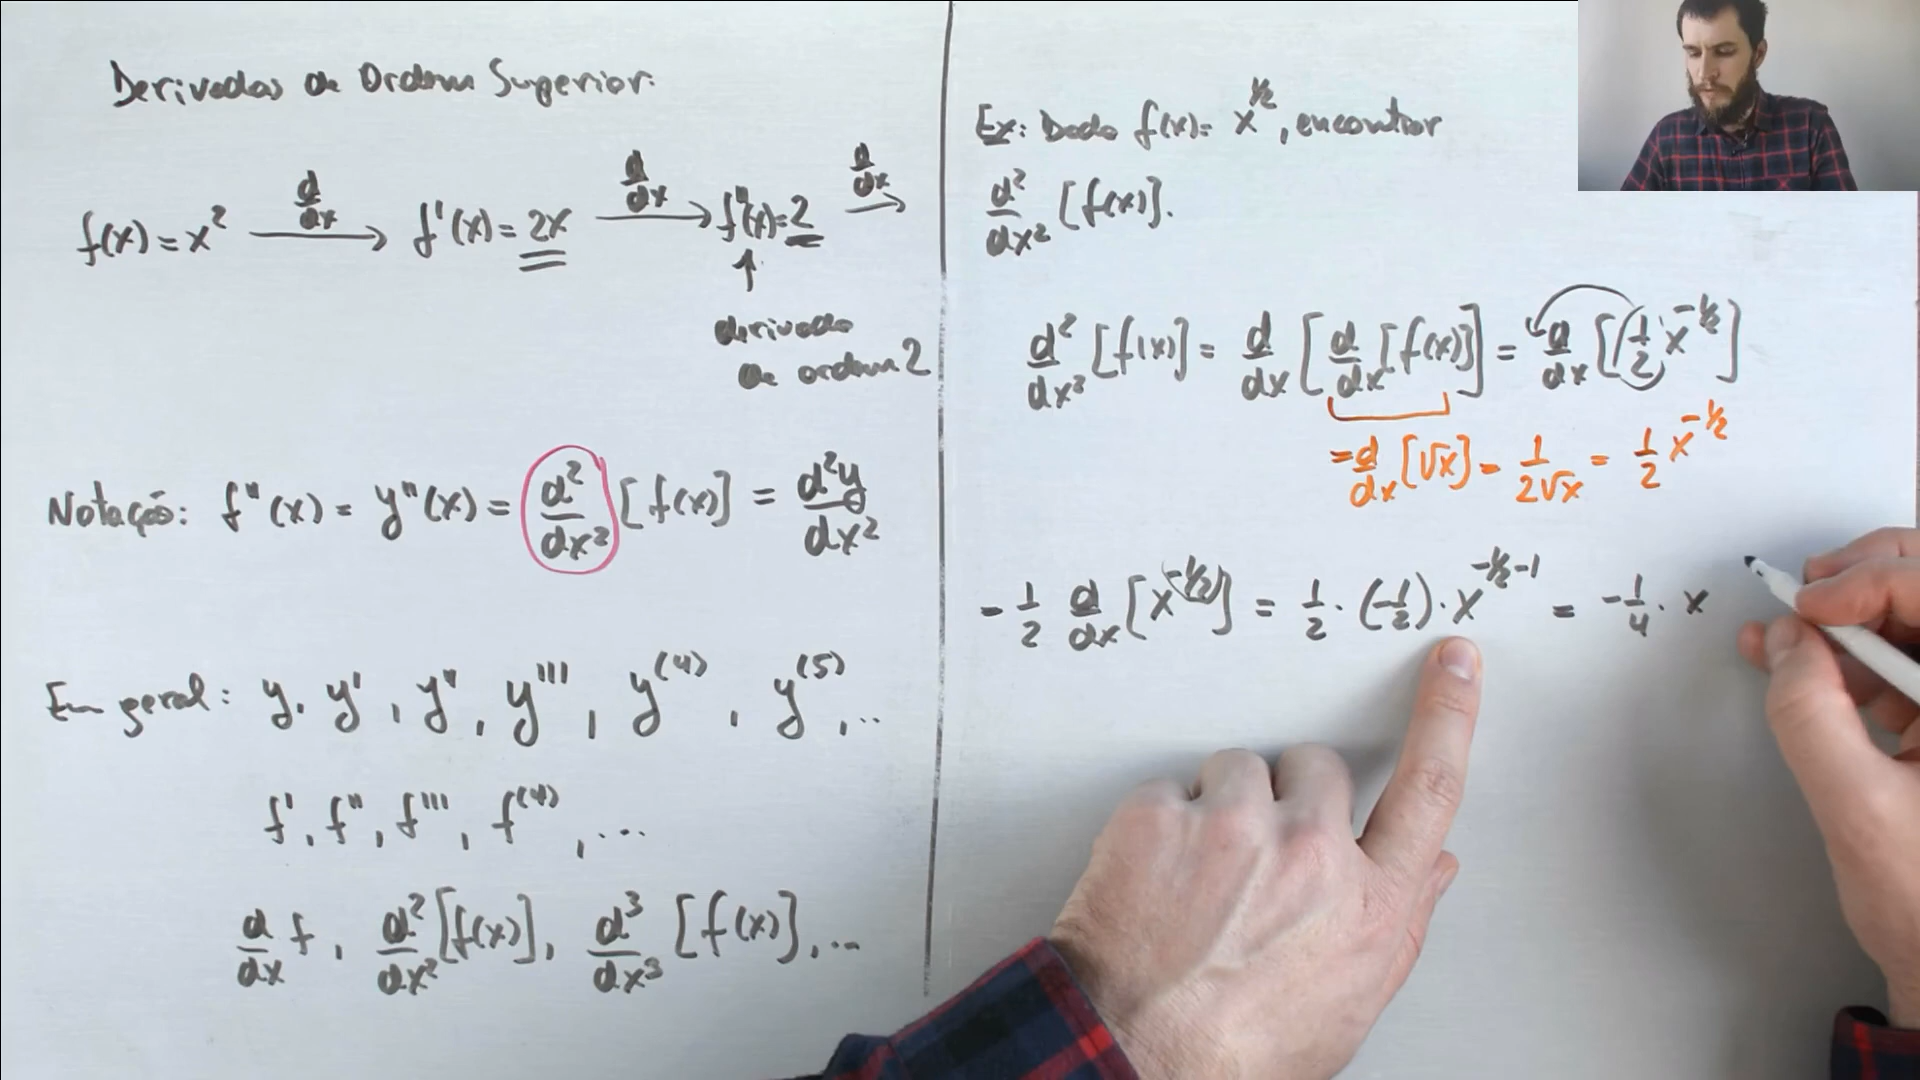 Derivadas de Ordem Superior.
f(x) = x² —d/dx→ f'(x) = 2x —d/dx→ f''(x) = 2 —d/dx→
↑
derivada
de ordem 2
Notação: f''(x) = y''(x) = d²/dx² [f(x)] = d²y/dx²
Em geral: y, y', y'', y''', y⁽⁴⁾, y⁽⁵⁾, ...
f', f'', f''', f⁽⁴⁾, ...
d/dx f, d²/dx² [f(x)], d³/dx³ [f(x)], ...
Ex: Dado f(x) = x^1/2, encontrar
d²/dx² [f(x)].
d²/dx² [f(x)] = d/dx [d/dx [f(x)]] = d/dx [(1/2) x^-1/2]
= d/dx [√x] = 1/(2√x) = 1/2 x^-1/2
= 1/2 d/dx [x^-1/2] = 1/2 · (-1/2) · x^-1/2-1 = -1/4 · x